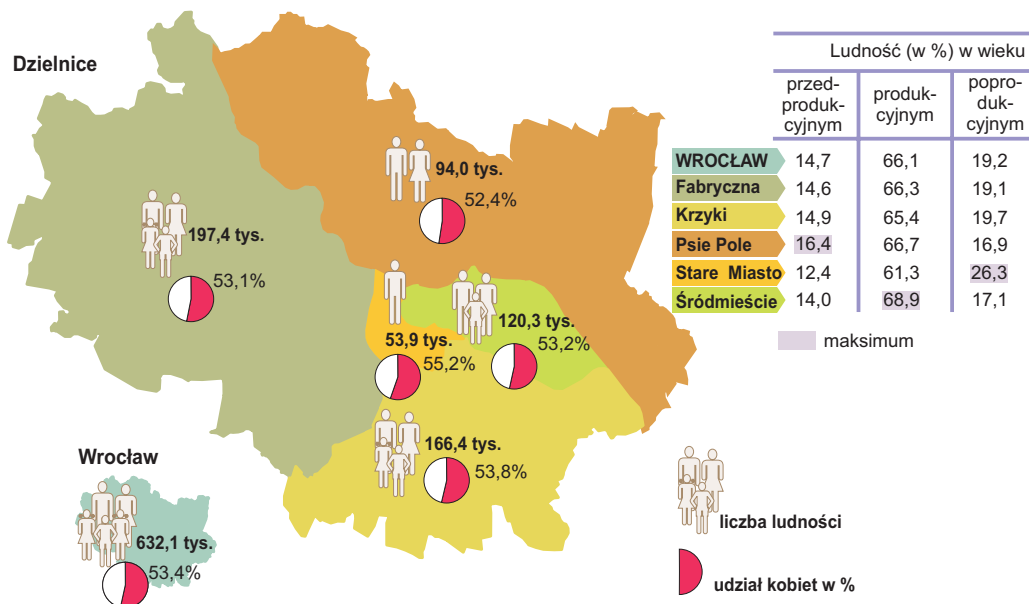 Dzielnice
94,0 tys.
52,4%
197,4 tys.
53,1%
120,3 tys.
53,2%
53,9 tys.
55,2%
166,4 tys.
53,8%
Wrocław
632,1 tys.
53,4%
Ludność (w %) w wieku
przed-
produk-
cyjnym
produk-
cyjnym
popro-
duk-
cyjnym
WROCŁAW 14,7 66,1 19,2
Fabryczna 14,6 66,3 19,1
Krzyki 14,9 65,4 19,7
Psie Pole 16,4 66,7 16,9
Stare Miasto 12,4 61,3 26,3
Śródmieście 14,0 68,9 17,1
maksimum
liczba ludności
udział kobiet w %